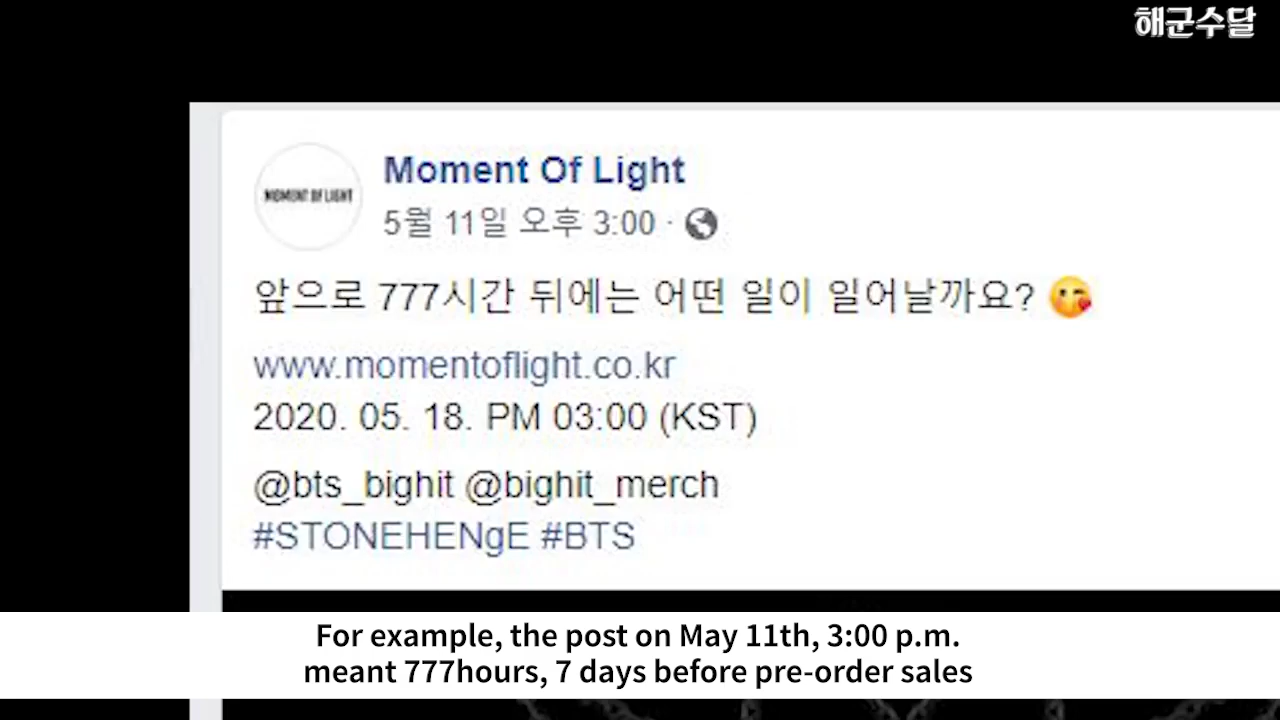 해군수달
Moment Of Light
MOMENT OF LIGHT
5월 11일 오후 3:00 ·
앞으로 777시간 뒤에는 어떤 일이 일어날까요? 😘
www.momentoflight.co.kr
2020. 05. 18. PM 03:00 (KST)
@bts_bighit @bighit_merch
#STONEHENgE #BTS
For example, the post on May 11th, 3:00 p.m.
meant 777hours, 7 days before pre-order sales